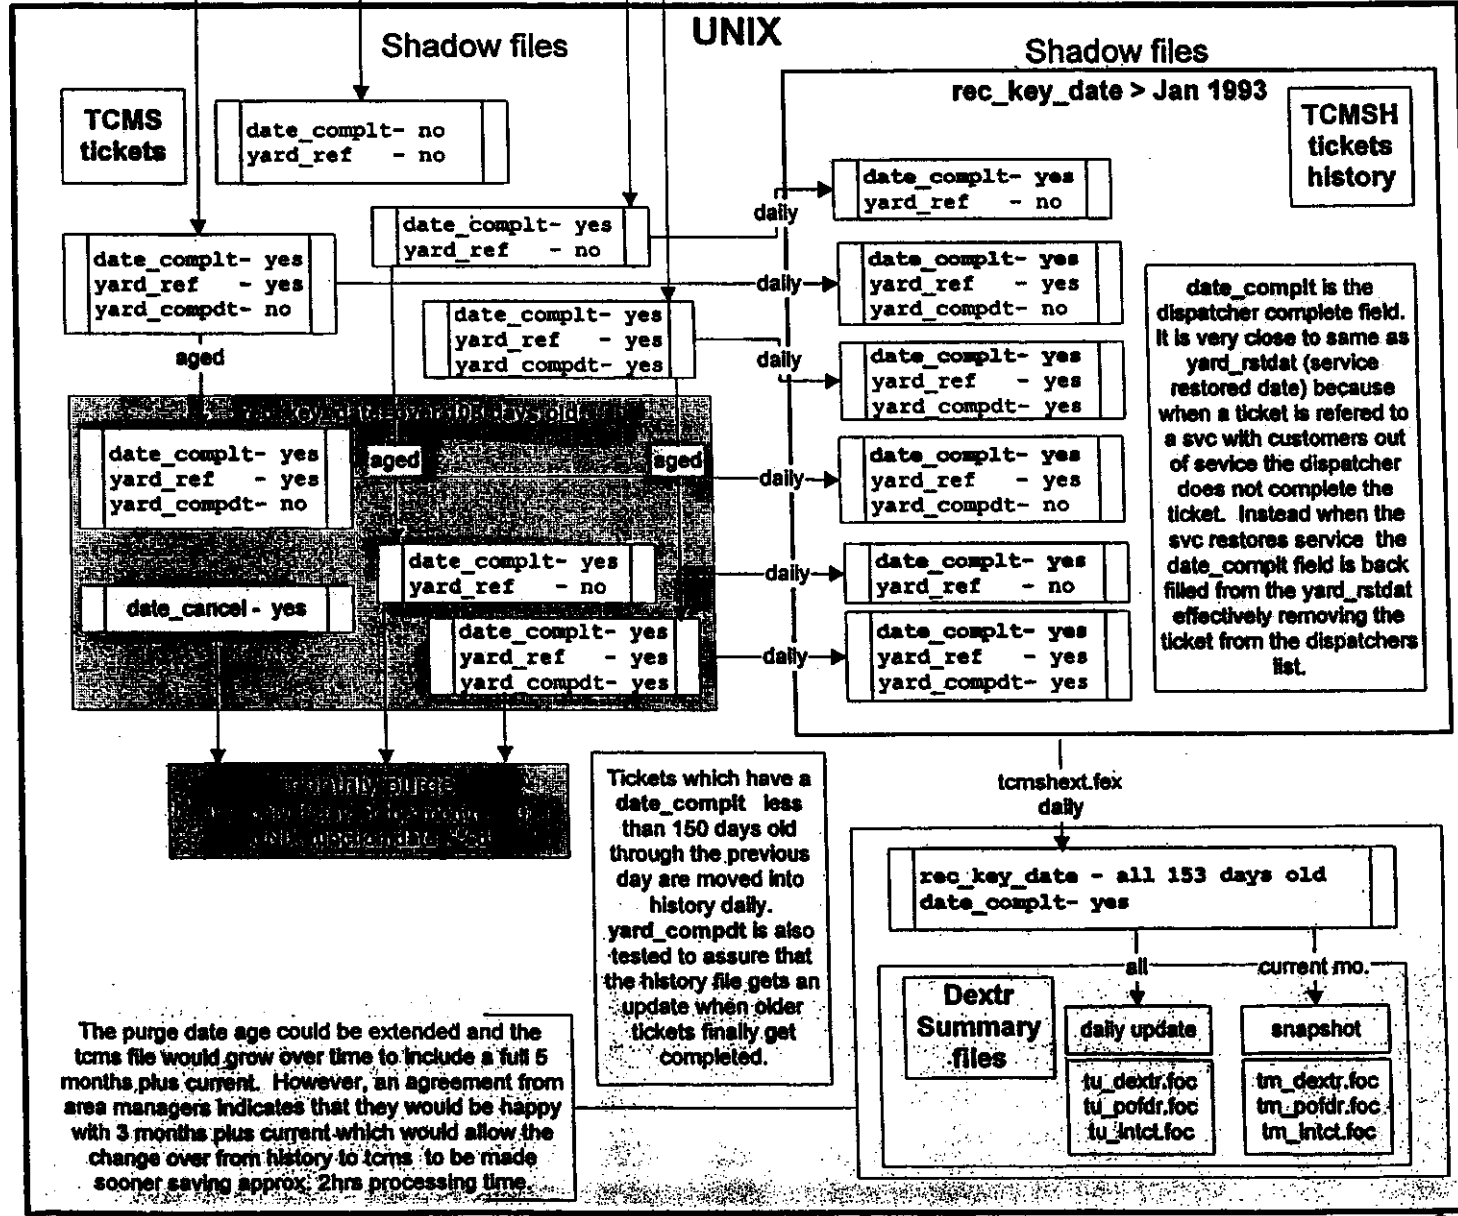 UNIX
Shadow files
Shadow files
rec_key_date > Jan 1993
TCMS
tickets
date_complt- no
yard_ref - no
TCMSH
tickets
history
date_complt- yes
yard_ref - no
daily
date_complt- yes
yard_ref - no
date_complt- yes
yard_ref - yes
yard_compdt- no
daily
date_complt- yes
yard_ref - yes
yard_compdt- no
date_complt- yes
yard_ref - yes
yard_compdt- yes
daily
date_complt- yes
yard_ref - yes
yard_compdt- yes
aged
days old
date_complt- yes
yard_ref - yes
yard_compdt- no
aged
aged
daily
date_complt- yes
yard_ref - yes
yard_compdt- no
date_complt- yes
yard_ref - no
daily
date_complt- yes
yard_ref - no
date_cancel - yes
date_complt- yes
yard_ref - yes
yard_compdt- yes
daily
date_complt- yes
yard_ref - yes
yard_compdt- yes
date_complt is the
dispatcher complete field.
It is very close to same as
yard_rstdat (service
restored date) because
when a ticket is refered to
a svc with customers out
of sevice the dispatcher
does not complete the
ticket. Instead when the
svc restores service the
date_complt field is back
filled from the yard_rstdat
effectively removing the
ticket from the dispatchers
list.
monthly purge
Tickets which have a
date_complt less
than 150 days old
through the previous
day are moved into
history daily.
yard_compdt is also
tested to assure that
the history file gets an
update when older
tickets finally get
completed.
tcmshext.fex
daily
rec_key_date - all 153 days old
date_complt- yes
all
current mo.
Dextr
Summary
files
daily update
snapshot
tu_dextr.foc
tu_pofdr.foc
tu_intct.foc
tm_dextr.foc
tm_pofdr.foc
tm_intct.foc
The purge date age could be extended and the
tcms file would grow over time to include a full 5
months plus current. However, an agreement from
area managers indicates that they would be happy
with 3 months plus current which would allow the
change over from history to tcms to be made
sooner saving approx. 2hrs processing time.